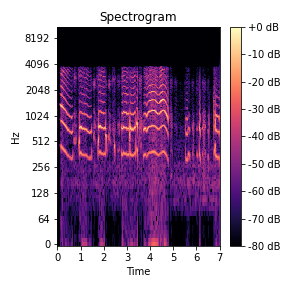 Spectrogram
8192
4096
2048
1024
512
256
128
64
0
Hz
0 1 2 3 4 5 6 7
Time
+0 dB
-10 dB
-20 dB
-30 dB
-40 dB
-50 dB
-60 dB
-70 dB
-80 dB